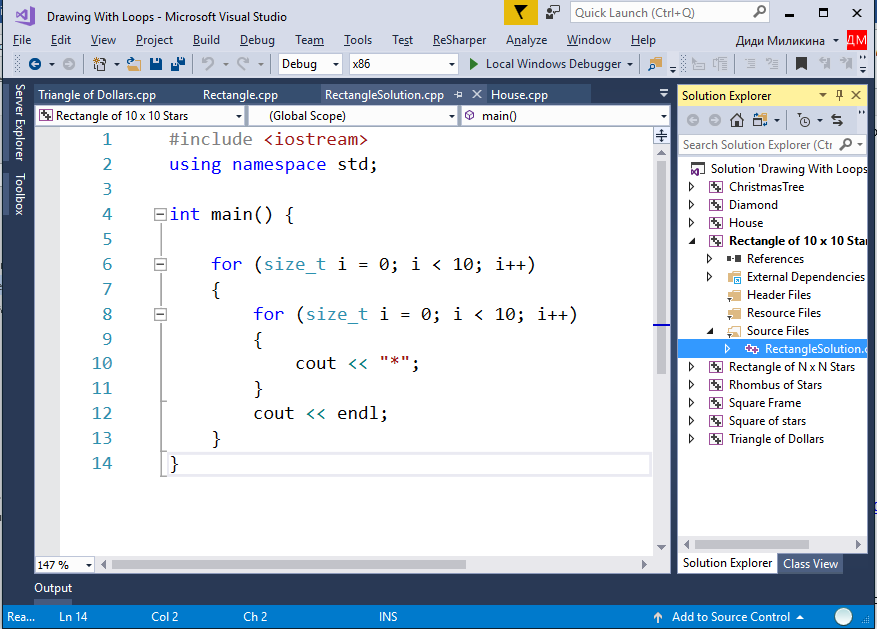 Drawing With Loops - Microsoft Visual Studio
Quick Launch (Ctrl+Q)
File Edit View Project Build Debug Team Tools Test ReSharper Analyze Window Help Диди Миликина ДМ
Debug x86 Local Windows Debugger
Server Explorer
Toolbox
Triangle of Dollars.cpp Rectangle.cpp RectangleSolution.cpp House.cpp
Rectangle of 10 x 10 Stars (Global Scope) main()
1 #include <iostream>
2 using namespace std;
3
4 int main() {
5
6 for (size_t i = 0; i < 10; i++)
7 {
8 for (size_t i = 0; i < 10; i++)
9 {
10 cout << "*";
11 }
12 cout << endl;
13 }
14 }
147 %
Solution Explorer
Search Solution Explorer (Ctr
Solution 'Drawing With Loops
ChristmasTree
Diamond
House
Rectangle of 10 x 10 Star
References
External Dependencies
Header Files
Resource Files
Source Files
RectangleSolution.c
Rectangle of N x N Stars
Rhombus of Stars
Square Frame
Square of stars
Triangle of Dollars
Solution Explorer Class View
Output
Rea... Ln 14 Col 2 Ch 2 INS Add to Source Control